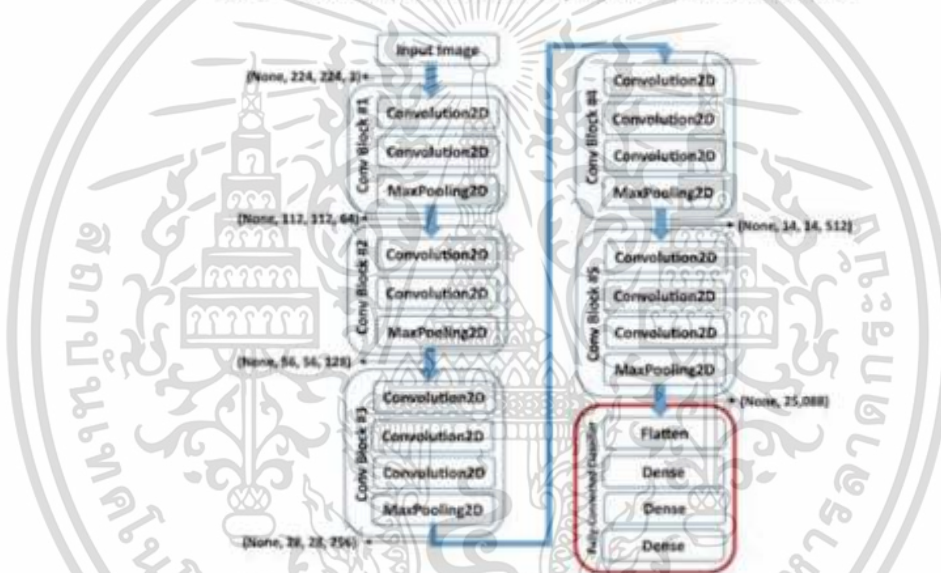 Input Image
(None, 224, 224, 3)
Conv Block #1
Convolution2D
Convolution2D
MaxPooling2D
(None, 112, 112, 64)
Conv Block #2
Convolution2D
Convolution2D
MaxPooling2D
(None, 56, 56, 128)
Conv Block #3
Convolution2D
Convolution2D
Convolution2D
MaxPooling2D
(None, 28, 28, 256)
Conv Block #4
Convolution2D
Convolution2D
Convolution2D
MaxPooling2D
(None, 14, 14, 512)
Conv Block #5
Convolution2D
Convolution2D
Convolution2D
MaxPooling2D
(None, 25,088)
Fully Connected Classifier
Flatten
Dense
Dense
Dense